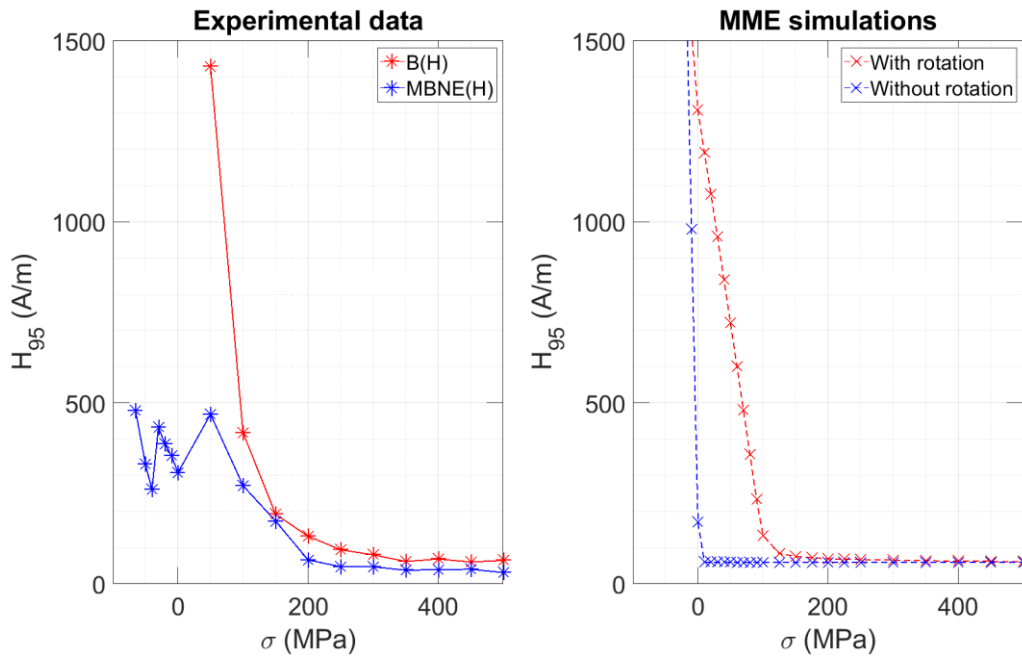 Experimental data
1500
1000
500
0
H95 (A/m)
0
200
400
σ (MPa)
B(H)
MBNE(H)
MME simulations
1500
1000
500
0
H95 (A/m)
0
200
400
σ (MPa)
With rotation
Without rotation